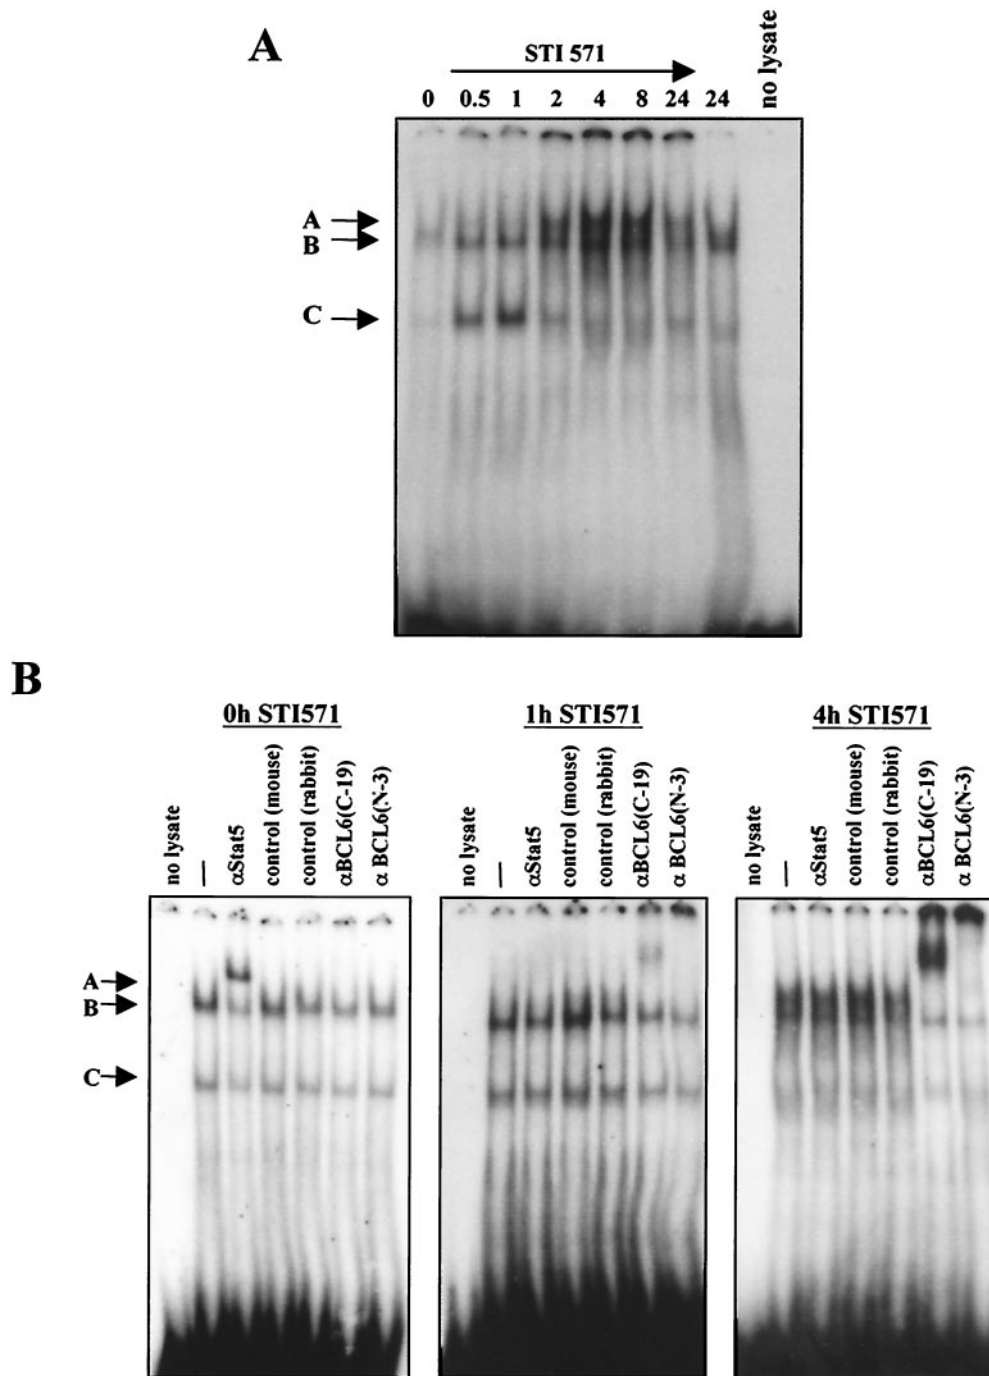 A
STI 571
0 0.5 1 2 4 8 24 24 no lysate
A
B
C
B
0h STI571 1h STI571 4h STI571
no lysate — αStat5 control (mouse) control (rabbit) αBCL6(C-19) α BCL6(N-3) no lysate — αStat5 control (mouse) control (rabbit) αBCL6(C-19) α BCL6(N-3) no lysate — αStat5 control (mouse) control (rabbit) αBCL6(C-19) α BCL6(N-3)
A
B
C